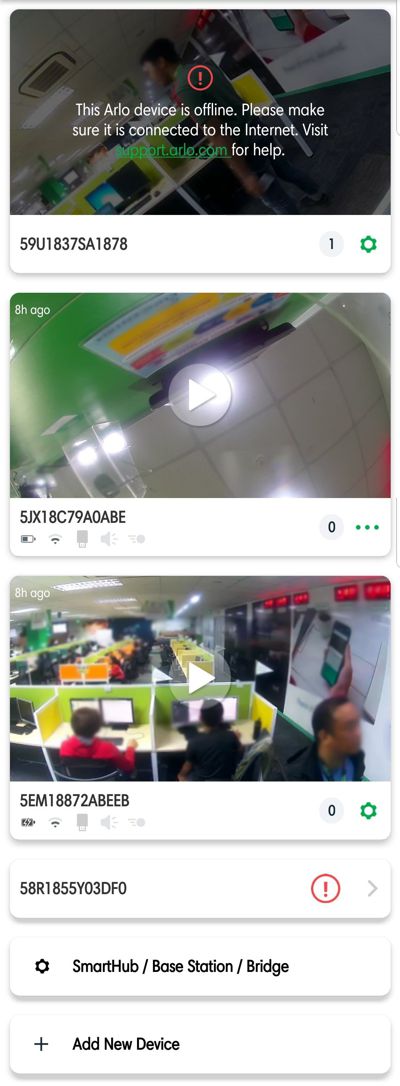 This Arlo device is offline. Please make
sure it is connected to the Internet. Visit
support.arlo.com for help.
59U1837SA1878
1
8h ago
5JX18C79A0ABE
0
8h ago
5EM18872ABEEB
0
58R1855Y03DF0
SmartHub / Base Station / Bridge
Add New Device